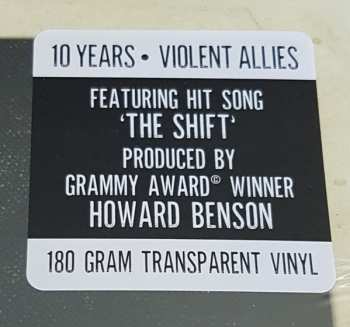 10 YEARS • VIOLENT ALLIES
FEATURING HIT SONG
'THE SHIFT'
PRODUCED BY
GRAMMY AWARD© WINNER
HOWARD BENSON
180 GRAM TRANSPARENT VINYL